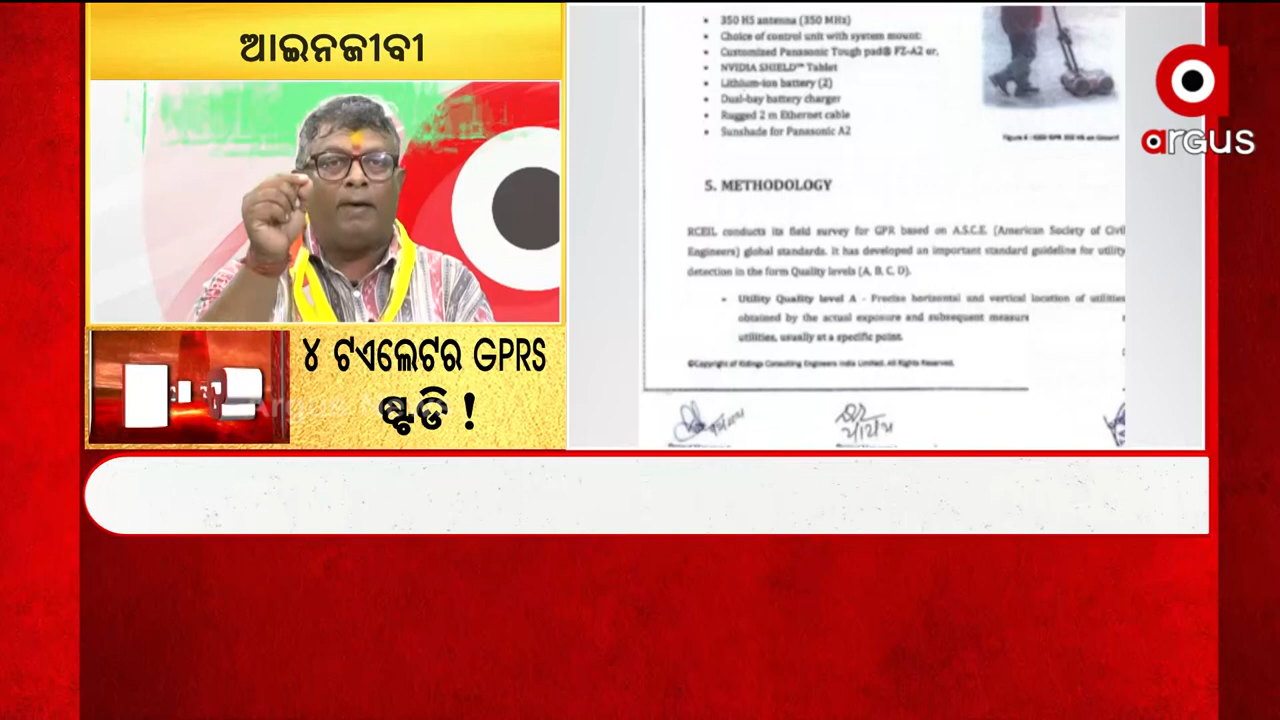 ଆଇନଜୀବୀ
୪ ଟଏଲେଟର GPRS
ଷ୍ଟଡି !
Argus
• 350 HS antenna (350 MHz)
• Choice of control unit with system mount:
• Customized Panasonic Tough pad® FZ-A2 or,
• NVIDIA SHIELD™ Tablet
• Lithium-ion battery (2)
• Dual-bay battery charger
• Rugged 2 m Ethernet cable
• Sunshade for Panasonic A2
5. METHODOLOGY
RCEIL conducts its field survey for GPR based on A.S.C.E. (American Society of Civil
Engineers) global standards. It has developed an important standard guideline for utility
detection in the form Quality levels (A, B, C, D).
• Utility Quality level A - Precise horizontal and vertical location of utilities
obtained by the actual exposure and subsequent measure
utilities, usually at a specific point.
©Copyright of Ridings Consulting Engineers India Limited. All Rights Reserved.
argus